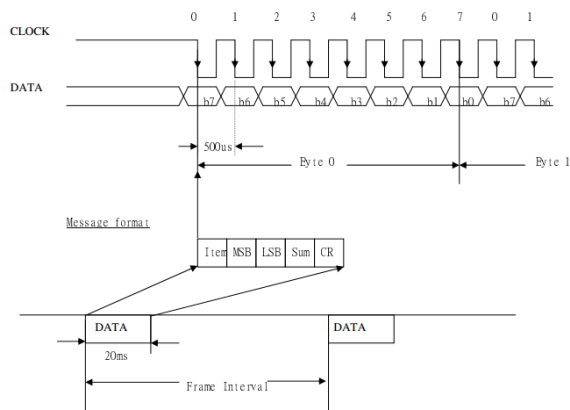 0 1 2 3 4 5 6 7 0 1
CLOCK
DATA
b7 b6 b5 b4 b3 b2 b1 b0 b7 b6
500us
Byte 0
Byte 1
Message format
Item MSB LSB Sum CR
DATA
DATA
20ms
Frame Interval